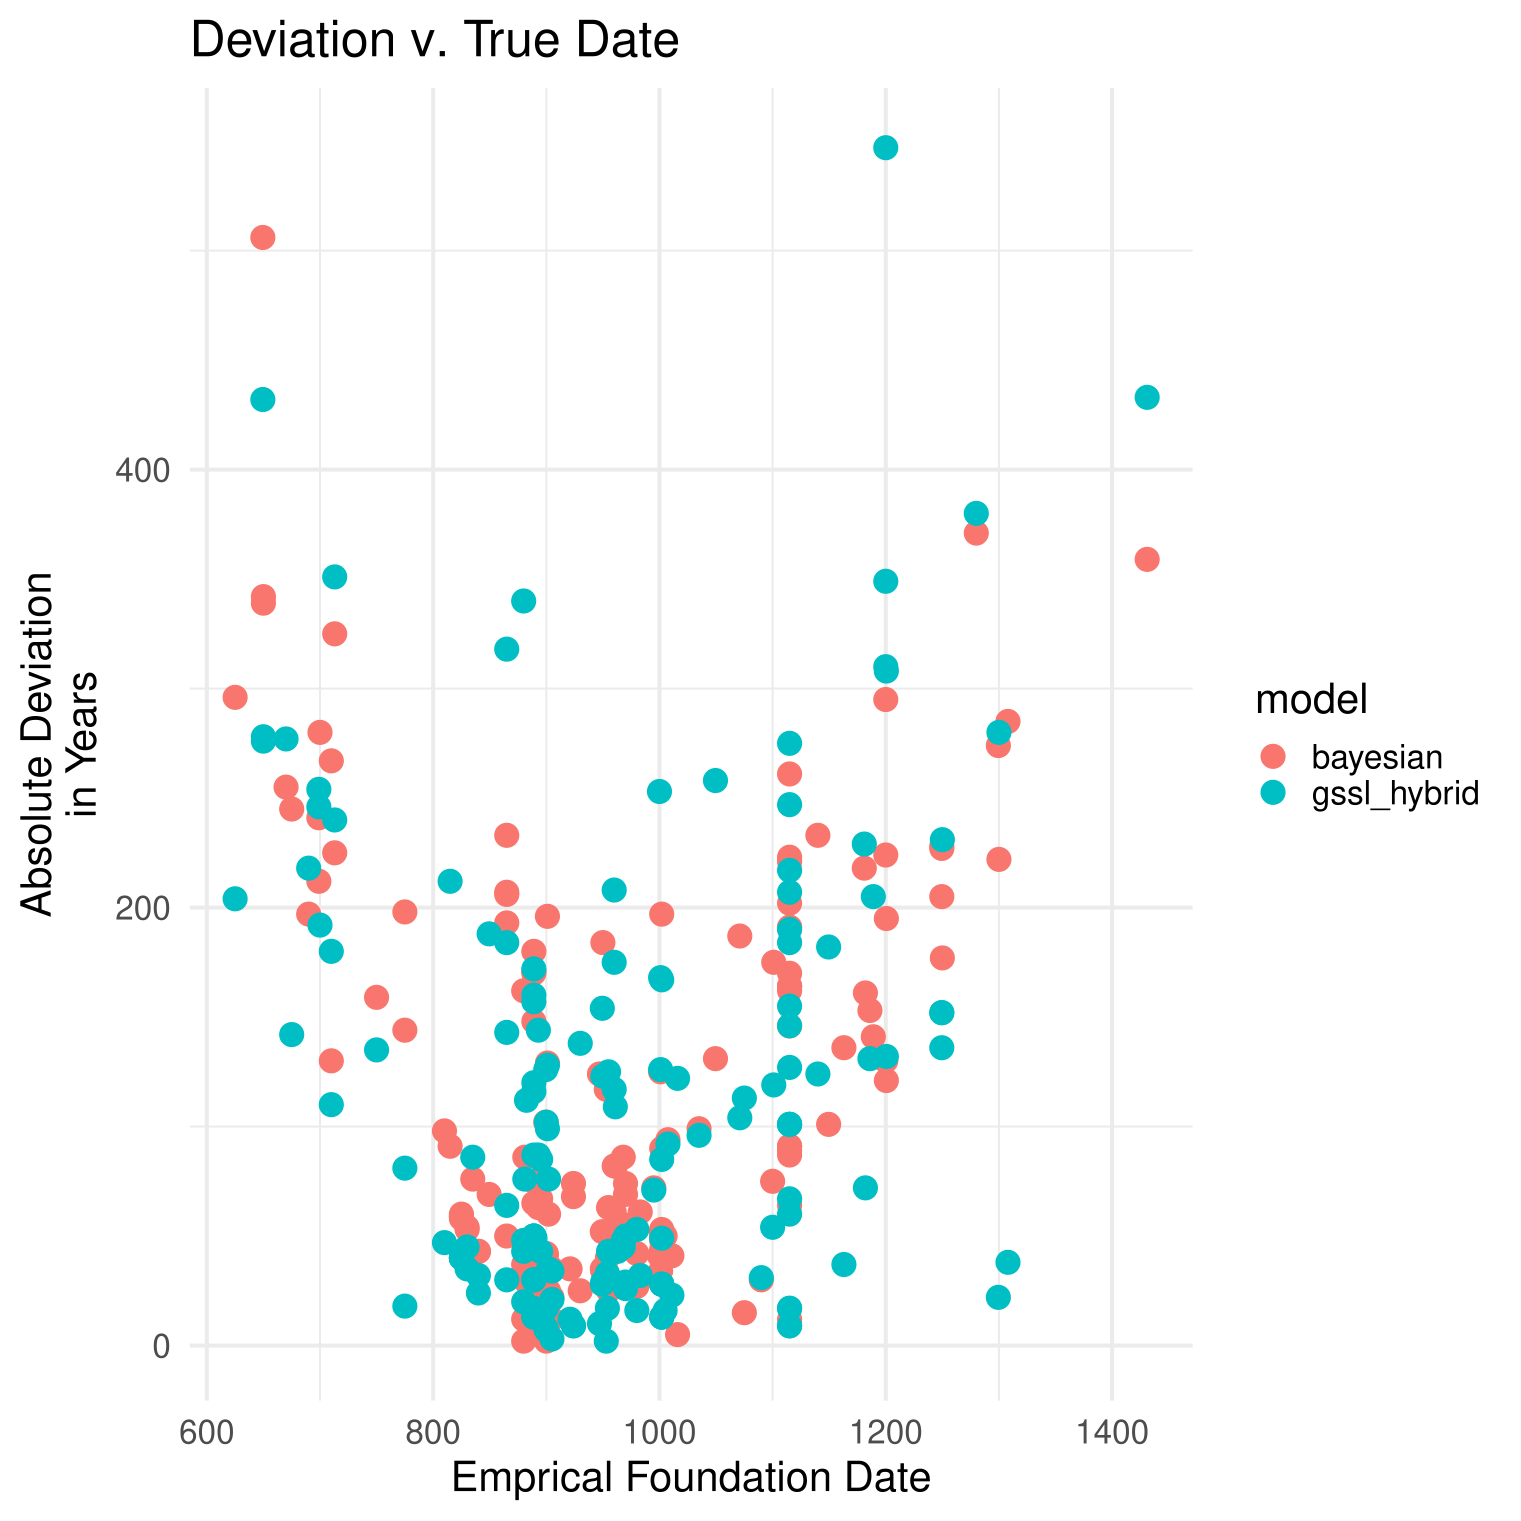 Deviation v. True Date
Absolute Deviation
in Years
400
200
0
600 800 1000 1200 1400
Emprical Foundation Date
model
bayesian
gssl_hybrid